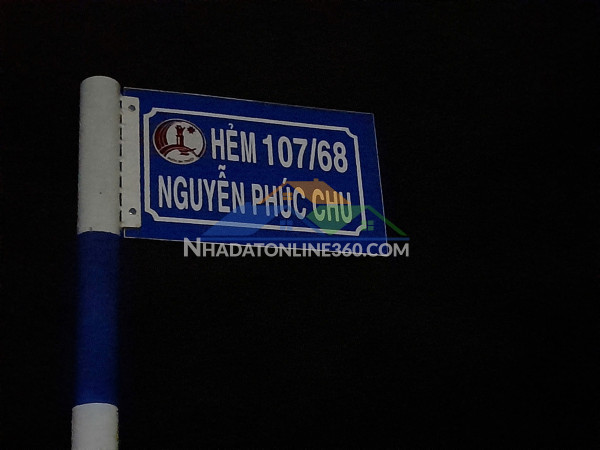 HẺM 107/68
NGUYỄN PHÚC CHU
NHADATONLINE360.COM